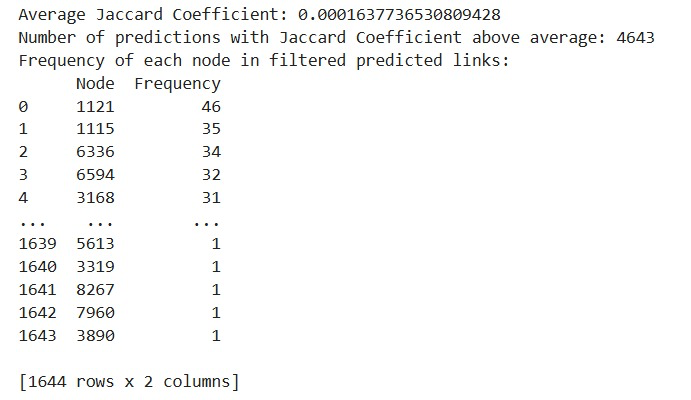 Average Jaccard Coefficient: 0.0001637736530809428
Number of predictions with Jaccard Coefficient above average: 4643
Frequency of each node in filtered predicted links:
Node Frequency
0 1121 46
1 1115 35
2 6336 34
3 6594 32
4 3168 31
... ... ...
1639 5613 1
1640 3319 1
1641 8267 1
1642 7960 1
1643 3890 1
[1644 rows x 2 columns]